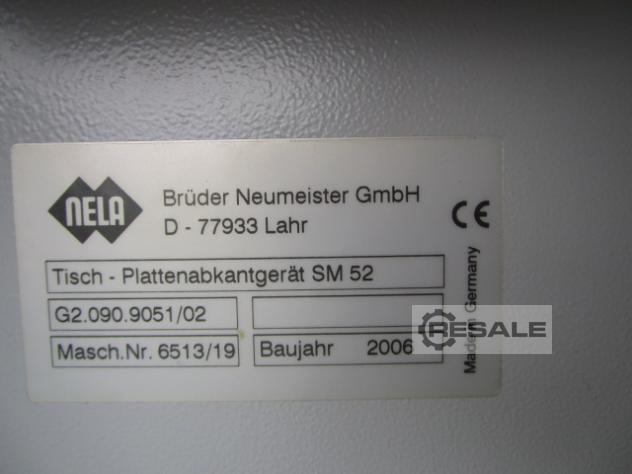 NELA
Brüder Neumeister GmbH
D - 77933 Lahr
CE
Tisch - Plattenabkantgerät SM 52
G2.090.9051/02
Masch.Nr. 6513/19
Baujahr 2006
Made in Germany
RESALE